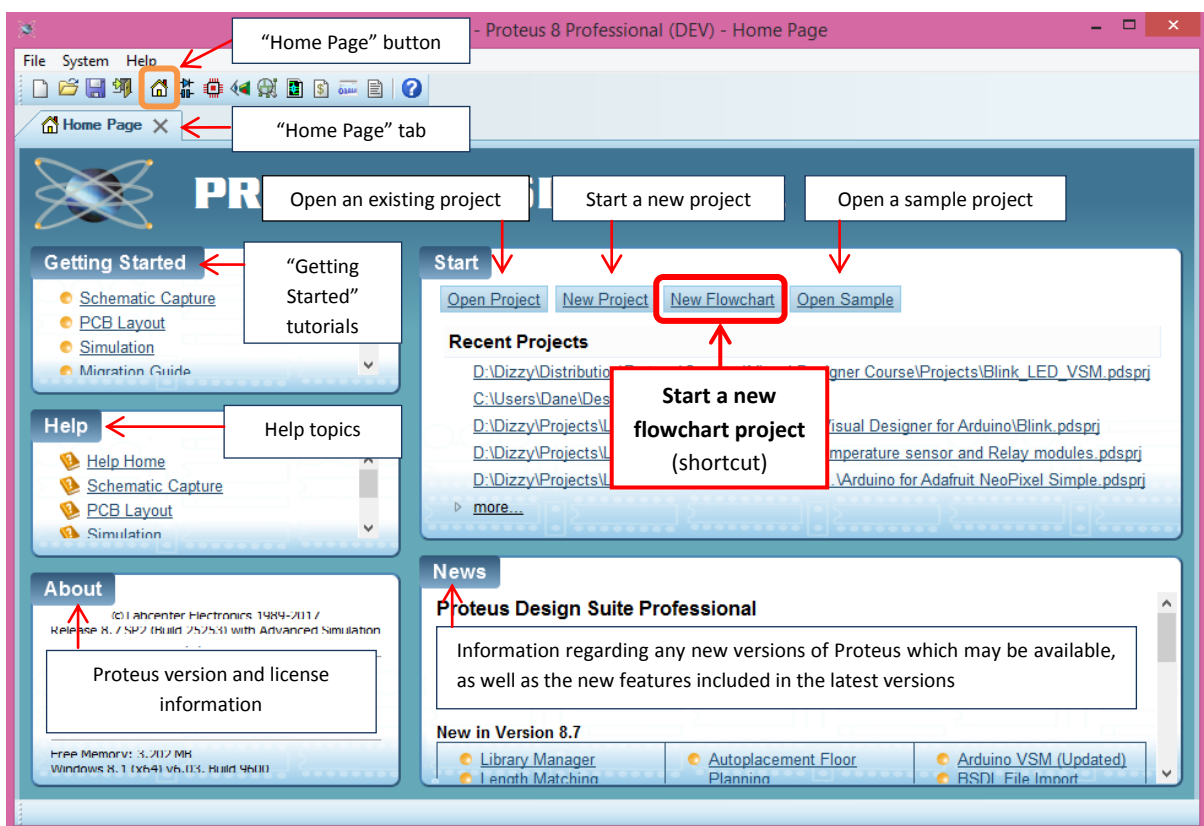 - Proteus 8 Professional (DEV) - Home Page
“Home Page” button
File System Help
Home Page
“Home Page” tab
PR
Open an existing project
Start a new project
Open a sample project
Getting Started
“Getting
Started”
tutorials
Schematic Capture
PCB Layout
Simulation
Migration Guide
Start
Open Project New Project New Flowchart Open Sample
Recent Projects
D:\Dizzy\Distribution Course\Projects\Blink_LED_VSM.pdsprj
C:\Users\Dane\Des
D:\Dizzy\Projects\L isual Designer for Arduino\Blink.pdsprj
D:\Dizzy\Projects\L mperature sensor and Relay modules.pdsprj
D:\Dizzy\Projects\L .\Arduino for Adafruit NeoPixel Simple.pdsprj
more...
Start a new
flowchart project
(shortcut)
Help
Help topics
Help Home
Schematic Capture
PCB Layout
Simulation
About
© Labcenter Electronics 1989-2017
Release 8.7 SP2 (Build 25253) with Advanced Simulation
Proteus version and license
information
Free Memory: 3,202 MB
Windows 8.1 (x64) v6.03, Build 9600
News
Proteus Design Suite Professional
Information regarding any new versions of Proteus which may be available,
as well as the new features included in the latest versions
New in Version 8.7
Library Manager
Length Matching
Autoplacement Floor
Planning
Arduino VSM (Updated)
BSDL File Import